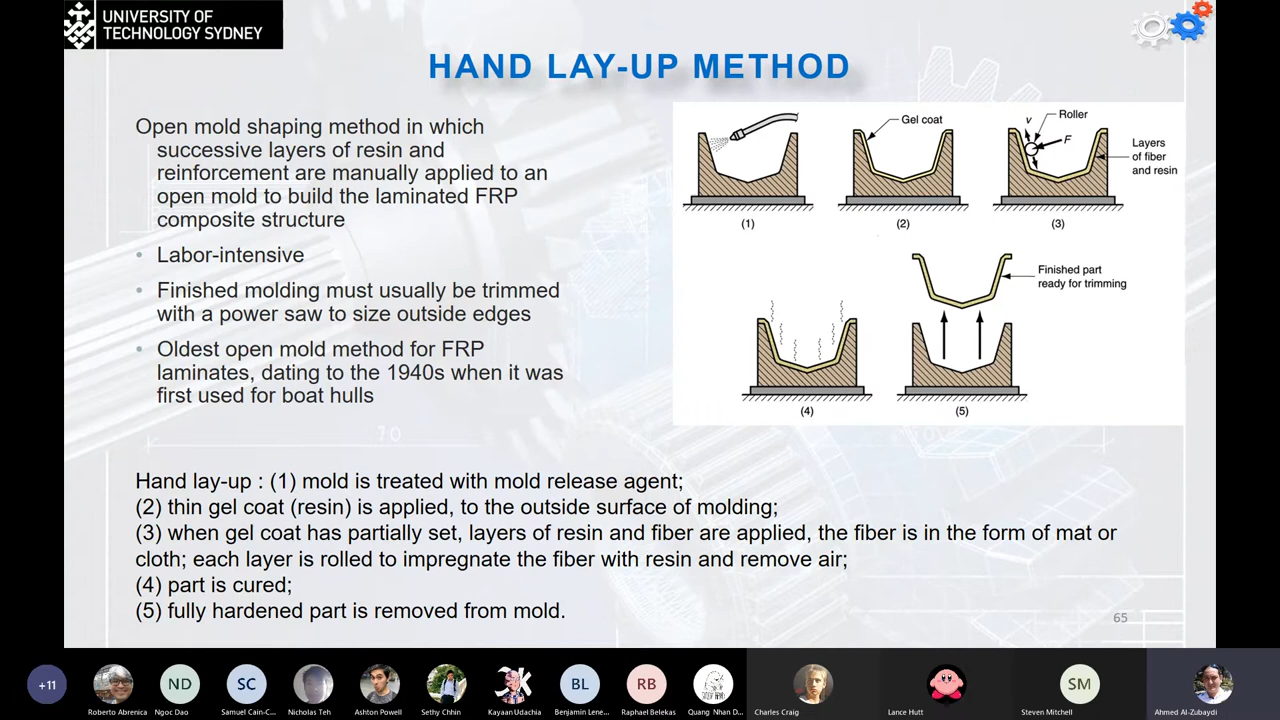 UNIVERSITY OF
TECHNOLOGY SYDNEY
HAND LAY-UP METHOD
Open mold shaping method in which
successive layers of resin and
reinforcement are manually applied to an
open mold to build the laminated FRP
composite structure
• Labor-intensive
• Finished molding must usually be trimmed
with a power saw to size outside edges
• Oldest open mold method for FRP
laminates, dating to the 1940s when it was
first used for boat hulls
Gel coat
Roller
v
F
Layers
of fiber
and resin
(1)
(2)
(3)
Finished part
ready for trimming
(4)
(5)
70
Hand lay-up : (1) mold is treated with mold release agent;
(2) thin gel coat (resin) is applied, to the outside surface of molding;
(3) when gel coat has partially set, layers of resin and fiber are applied, the fiber is in the form of mat or
cloth; each layer is rolled to impregnate the fiber with resin and remove air;
(4) part is cured;
(5) fully hardened part is removed from mold.
65
+11
ND
SC
BL
RB
SM
Roberto Abrenica
Ngoc Dao
Samuel Cain-C...
Nicholas Teh
Ashton Powell
Sethy Chhin
Kayaan Udachia
Benjamin Lene...
Raphael Belekas
Quang Nhan D...
Charles Craig
Lance Hutt
Steven Mitchell
Ahmed Al-Zubaydi